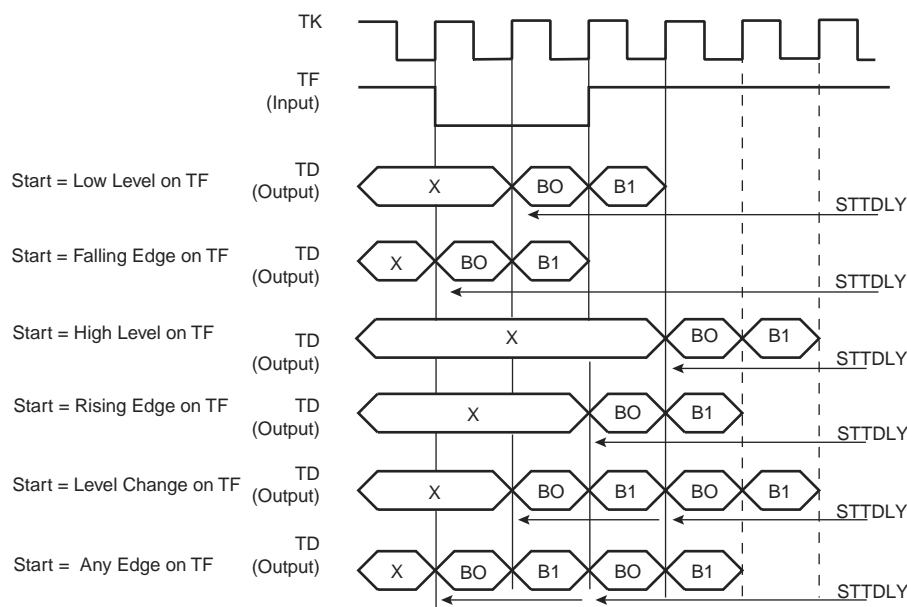 TK
TF
(Input)
Start = Low Level on TF
TD
(Output)
X
BO
B1
STTDLY
Start = Falling Edge on TF
TD
(Output)
X
BO
B1
STTDLY
Start = High Level on TF
TD
(Output)
X
BO
B1
STTDLY
Start = Rising Edge on TF
TD
(Output)
X
BO
B1
STTDLY
Start = Level Change on TF
TD
(Output)
X
BO
B1
BO
B1
STTDLY
Start = Any Edge on TF
TD
(Output)
X
BO
B1
BO
B1
STTDLY